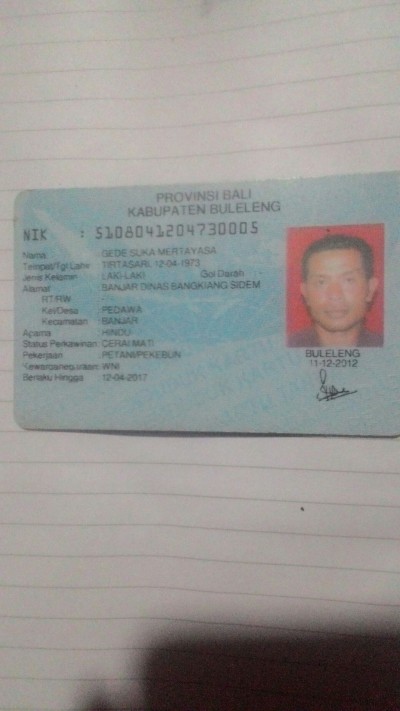 PROVINSI BALI
KABUPATEN BULELENG
NIK : 5108041204730005
Nama : GEDE SUKA MERTAYASA
Tempat/Tgl Lahir : TIRTASARI, 12-04-1973
Jenis Kelamin : LAKI-LAKI Gol Darah : -
Alamat : BANJAR DINAS BANGKIANG SIDEM
RT/RW : -
Kel/Desa : PEDAWA
Kecamatan : BANJAR
Agama : HINDU
Status Perkawinan : CERAI MATI
Pekerjaan : PETANI/PEKEBUN
Kewarganegaraan : WNI
Berlaku Hingga : 12-04-2017
BULELENG
11-12-2012